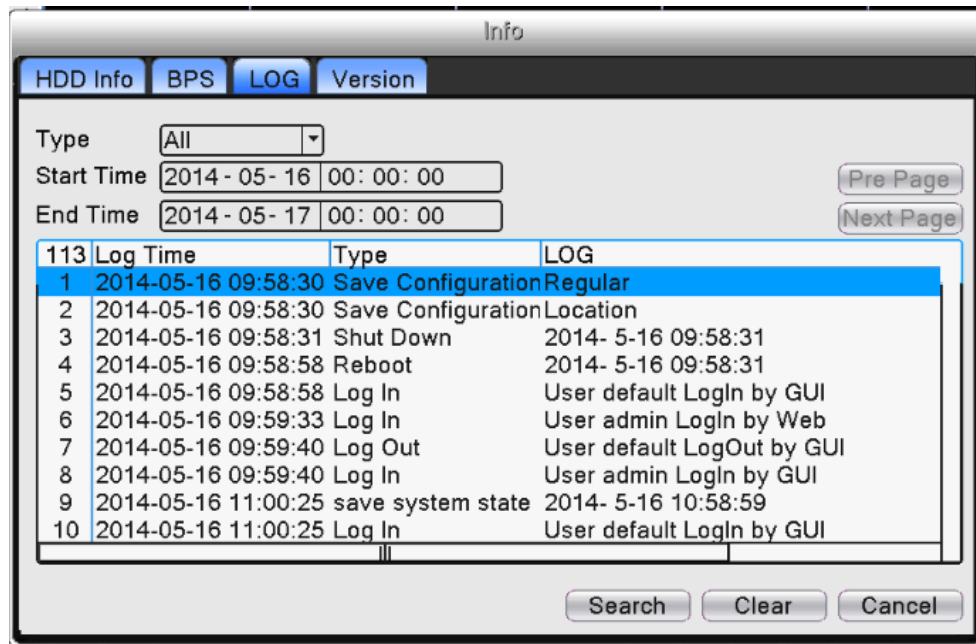 Info
HDD Info BPS LOG Version
Type All
Start Time 2014 - 05 - 16 00: 00: 00
Pre Page
End Time 2014 - 05 - 17 00: 00: 00
Next Page
113 Log Time Type LOG
1 2014-05-16 09:58:30 Save Configuration Regular
2 2014-05-16 09:58:30 Save Configuration Location
3 2014-05-16 09:58:31 Shut Down 2014- 5-16 09:58:31
4 2014-05-16 09:58:58 Reboot 2014- 5-16 09:58:31
5 2014-05-16 09:58:58 Log In User default LogIn by GUI
6 2014-05-16 09:59:33 Log In User admin LogIn by Web
7 2014-05-16 09:59:40 Log Out User default LogOut by GUI
8 2014-05-16 09:59:40 Log In User admin LogIn by GUI
9 2014-05-16 11:00:25 save system state 2014- 5-16 10:58:59
10 2014-05-16 11:00:25 Log In User default LogIn by GUI
Search Clear Cancel